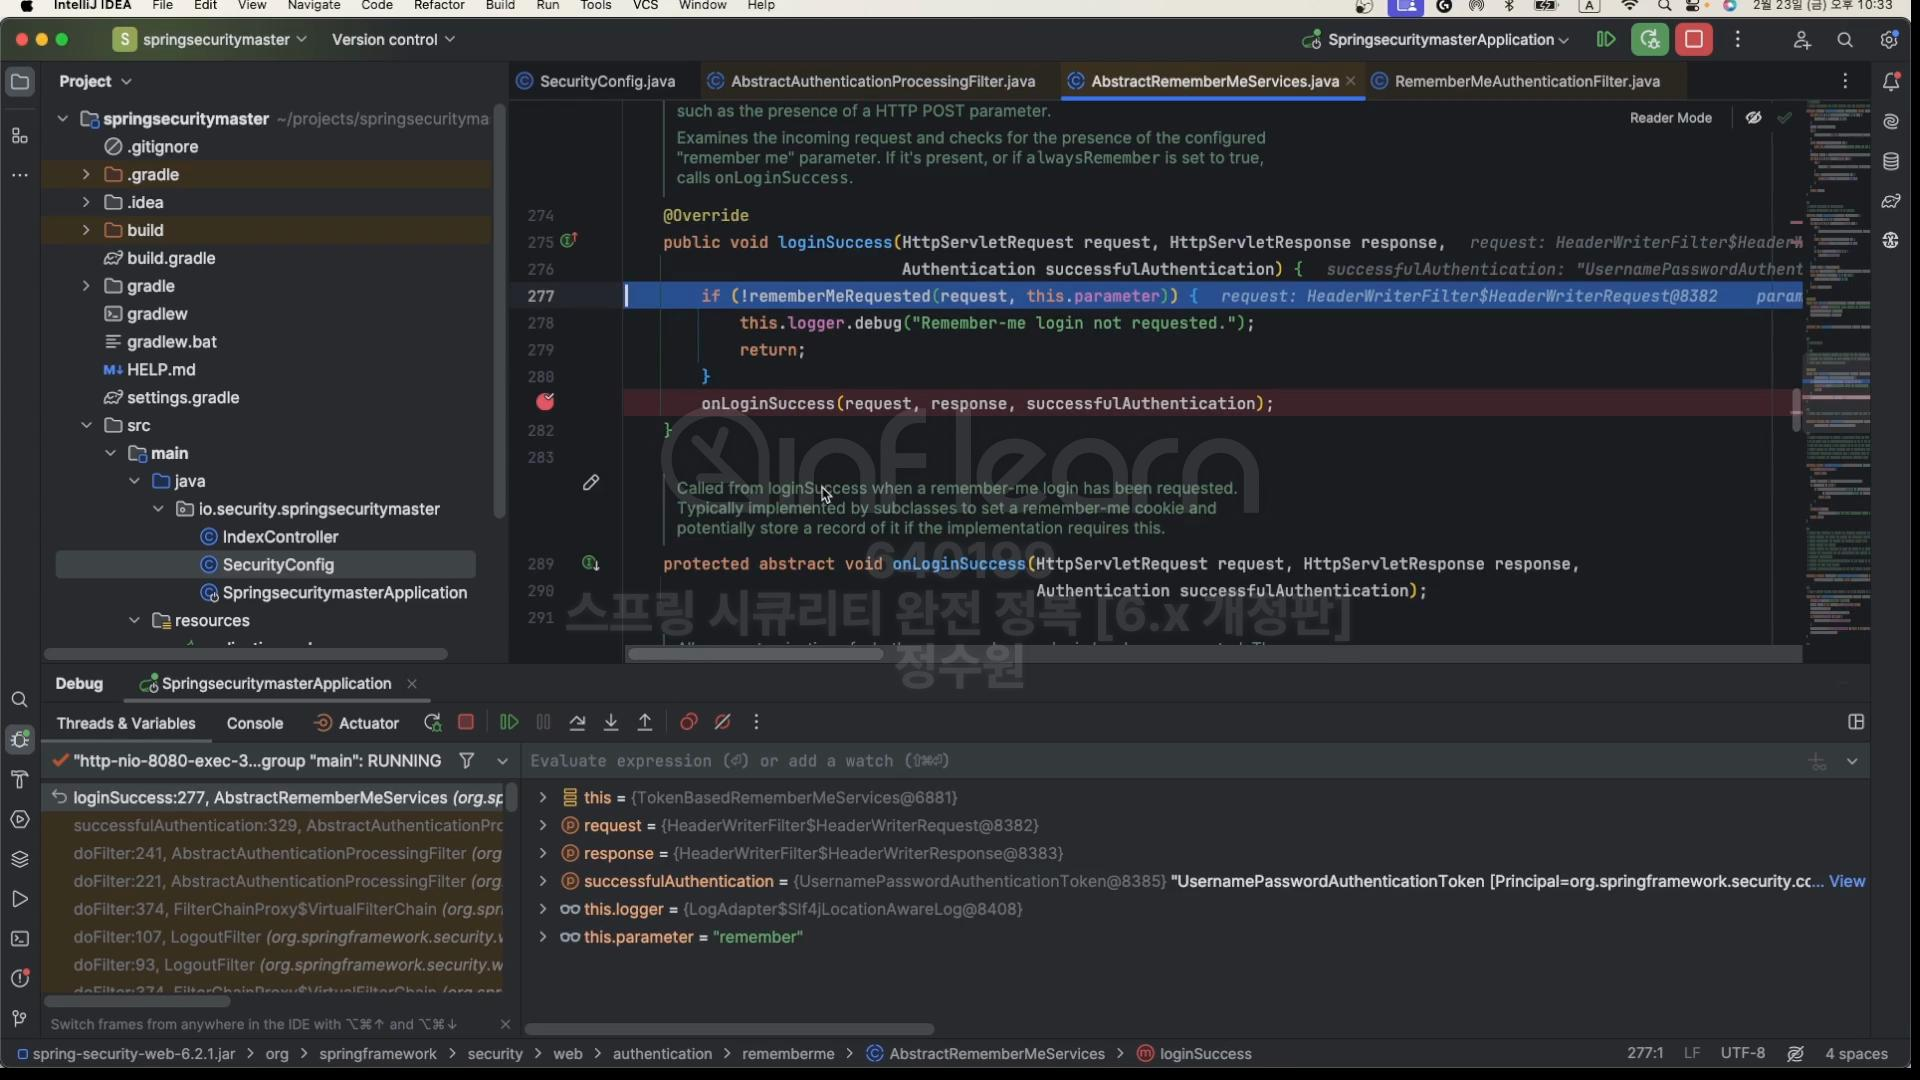 IntelliJ IDEA File Edit View Navigate Code Refactor Build Run Tools VCS Window Help A 2월 23일 (금) 오후 10:33
S springsecuritymaster Version control SpringsecuritymasterApplication
Project SecurityConfig.java AbstractAuthenticationProcessingFilter.java AbstractRememberMeServices.java RememberMeAuthenticationFilter.java
springsecuritymaster ~/projects/springsecurityma
.gitignore
.gradle
.idea
build
build.gradle
gradle
gradlew
gradlew.bat
M↓ HELP.md
settings.gradle
src
main
java
io.security.springsecuritymaster
IndexController
SecurityConfig
SpringsecuritymasterApplication
resources
such as the presence of a HTTP POST parameter.
Reader Mode
Examines the incoming request and checks for the presence of the configured
"remember me" parameter. If it's present, or if alwaysRemember is set to true,
calls onLoginSuccess.
274 @Override
275 public void loginSuccess(HttpServletRequest request, HttpServletResponse response, request: HeaderWriterFilter$HeaderW
276 Authentication successfulAuthentication) { successfulAuthentication: "UsernamePasswordAuthent
277 if (!rememberMeRequested(request, this.parameter)) { request: HeaderWriterFilter$HeaderWriterRequest@8382 param
278 this.logger.debug("Remember-me login not requested.");
279 return;
280 }
onLoginSuccess(request, response, successfulAuthentication);
282 }
283
inflearn
Called from loginSuccess when a remember-me login has been requested.
Typically implemented by subclasses to set a remember-me cookie and
potentially store a record of it if the implementation requires this.
640199
289 protected abstract void onLoginSuccess(HttpServletRequest request, HttpServletResponse response,
290 Authentication successfulAuthentication);
291
스프링 시큐리티 완전 정복 [6.x 개정판]
정수원
Debug SpringsecuritymasterApplication
Threads & Variables Console Actuator
"http-nio-8080-exec-3...group "main": RUNNING
Evaluate expression (⏎) or add a watch (⇧⌘⏎)
loginSuccess:277, AbstractRememberMeServices (org.sp
successfulAuthentication:329, AbstractAuthenticationPro
doFilter:241, AbstractAuthenticationProcessingFilter (org
doFilter:221, AbstractAuthenticationProcessingFilter (org.
doFilter:374, FilterChainProxy$VirtualFilterChain (org.spri
doFilter:107, LogoutFilter (org.springframework.security.w
doFilter:93, LogoutFilter (org.springframework.security.w
doFilter:374, FilterChainProxy$VirtualFilterChain (org.spri
this = {TokenBasedRememberMeServices@6881}
request = {HeaderWriterFilter$HeaderWriterRequest@8382}
response = {HeaderWriterFilter$HeaderWriterResponse@8383}
successfulAuthentication = {UsernamePasswordAuthenticationToken@8385} "UsernamePasswordAuthenticationToken [Principal=org.springframework.security.cc... View
this.logger = {LogAdapter$Slf4jLocationAwareLog@8408}
this.parameter = "remember"
Switch frames from anywhere in the IDE with ⌥⌘↑ and ⌥⌘↓
spring-security-web-6.2.1.jar > org > springframework > security > web > authentication > rememberme > AbstractRememberMeServices > loginSuccess 277:1 LF UTF-8 4 spaces